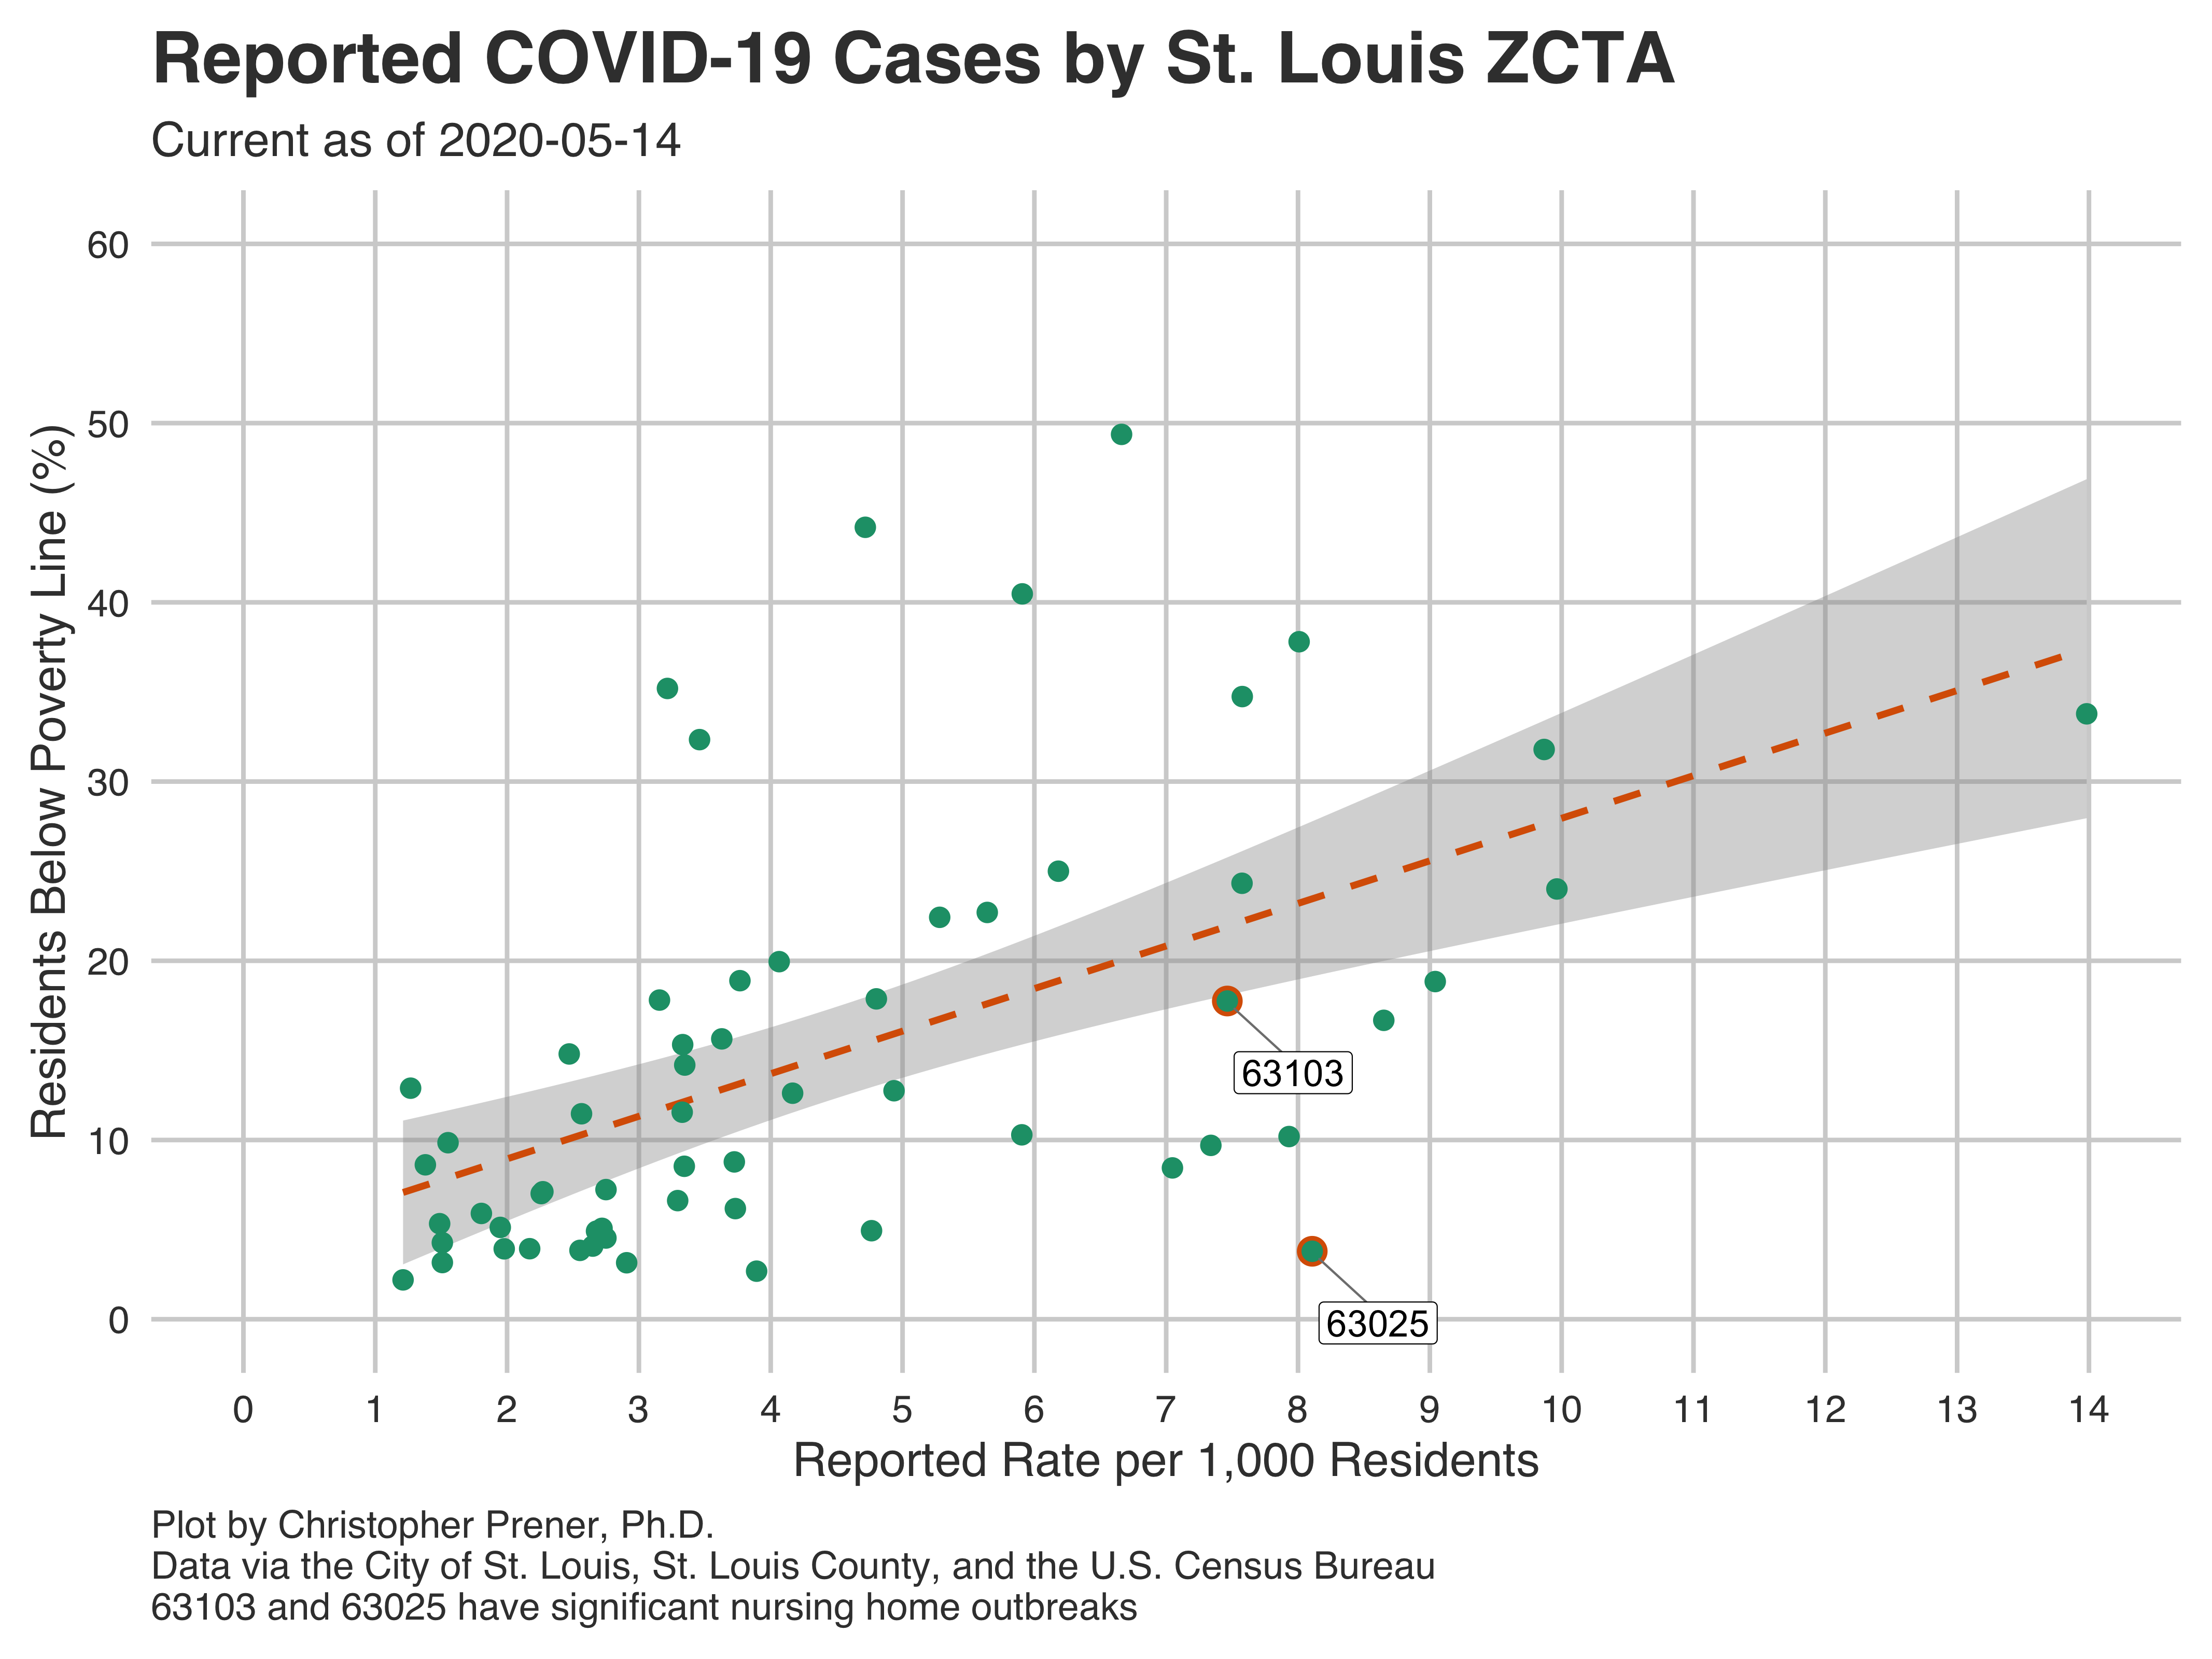 Reported COVID-19 Cases by St. Louis ZCTA
Current as of 2020-05-14
Residents Below Poverty Line (%)
60
50
40
30
20
10
0
63103
63025
0 1 2 3 4 5 6 7 8 9 10 11 12 13 14
Reported Rate per 1,000 Residents
Plot by Christopher Prener, Ph.D.
Data via the City of St. Louis, St. Louis County, and the U.S. Census Bureau
63103 and 63025 have significant nursing home outbreaks